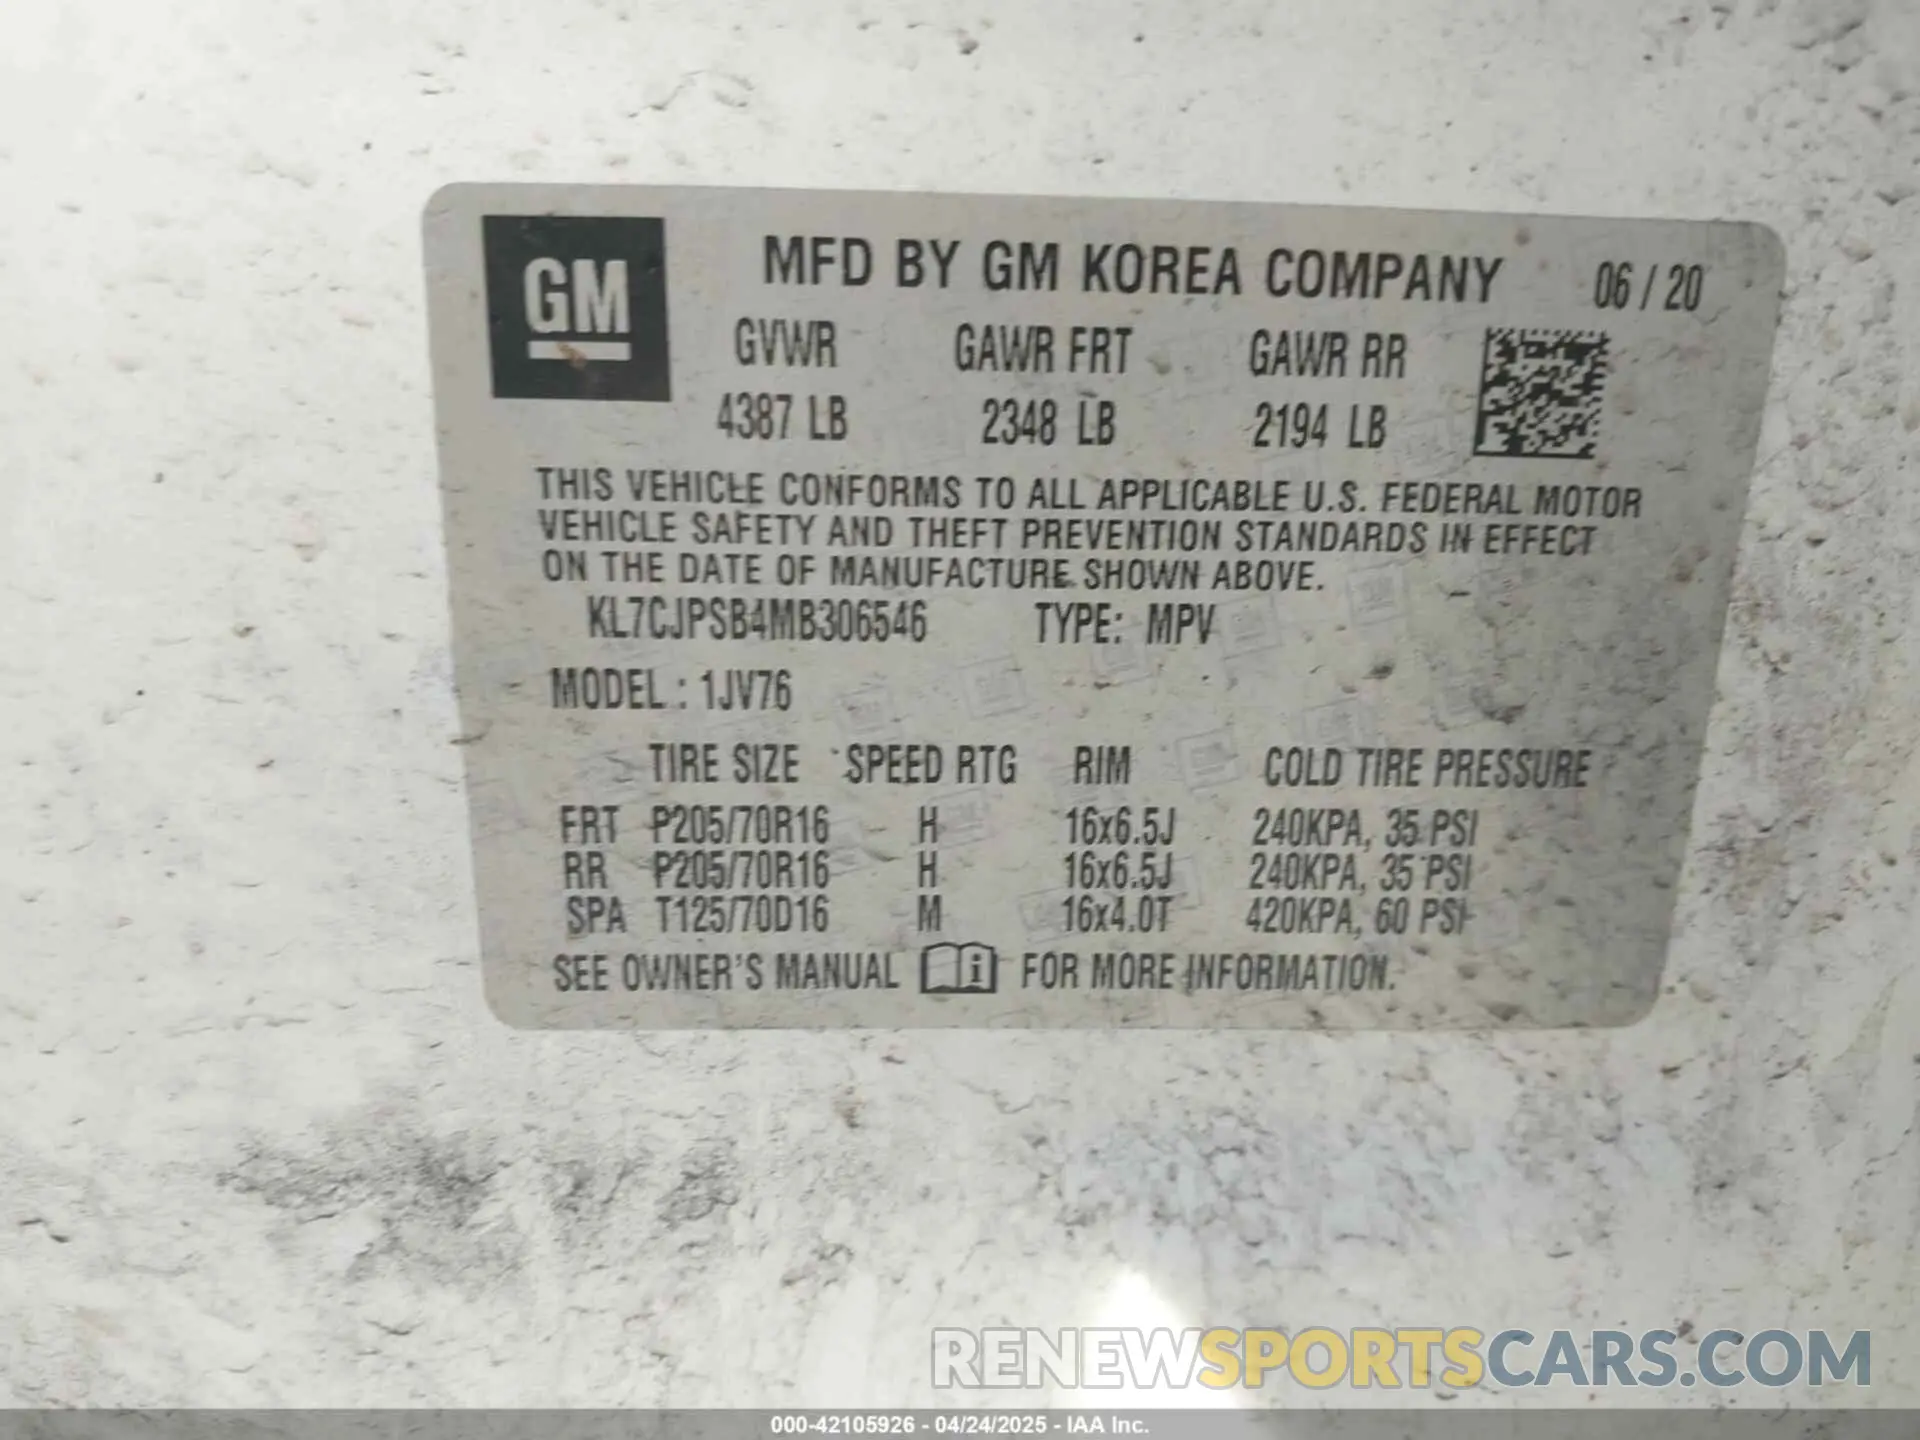 GM
MFD BY GM KOREA COMPANY 06 / 20
GVWR GAWR FRT GAWR RR
4387 LB 2348 LB 2194 LB
THIS VEHICLE CONFORMS TO ALL APPLICABLE U.S. FEDERAL MOTOR
VEHICLE SAFETY AND THEFT PREVENTION STANDARDS IN EFFECT
ON THE DATE OF MANUFACTURE SHOWN ABOVE.
KL7CJPSB4MB306546 TYPE: MPV
MODEL : 1JV76
TIRE SIZE SPEED RTG RIM COLD TIRE PRESSURE
FRT P205/70R16 H 16x6.5J 240KPA, 35 PSI
RR P205/70R16 H 16x6.5J 240KPA, 35 PSI
SPA T125/70D16 M 16x4.0T 420KPA, 60 PSI
SEE OWNER'S MANUAL i FOR MORE INFORMATION.
RENEWSPORTSCARS.COM
000-42105926 - 04/24/2025 - IAA Inc.